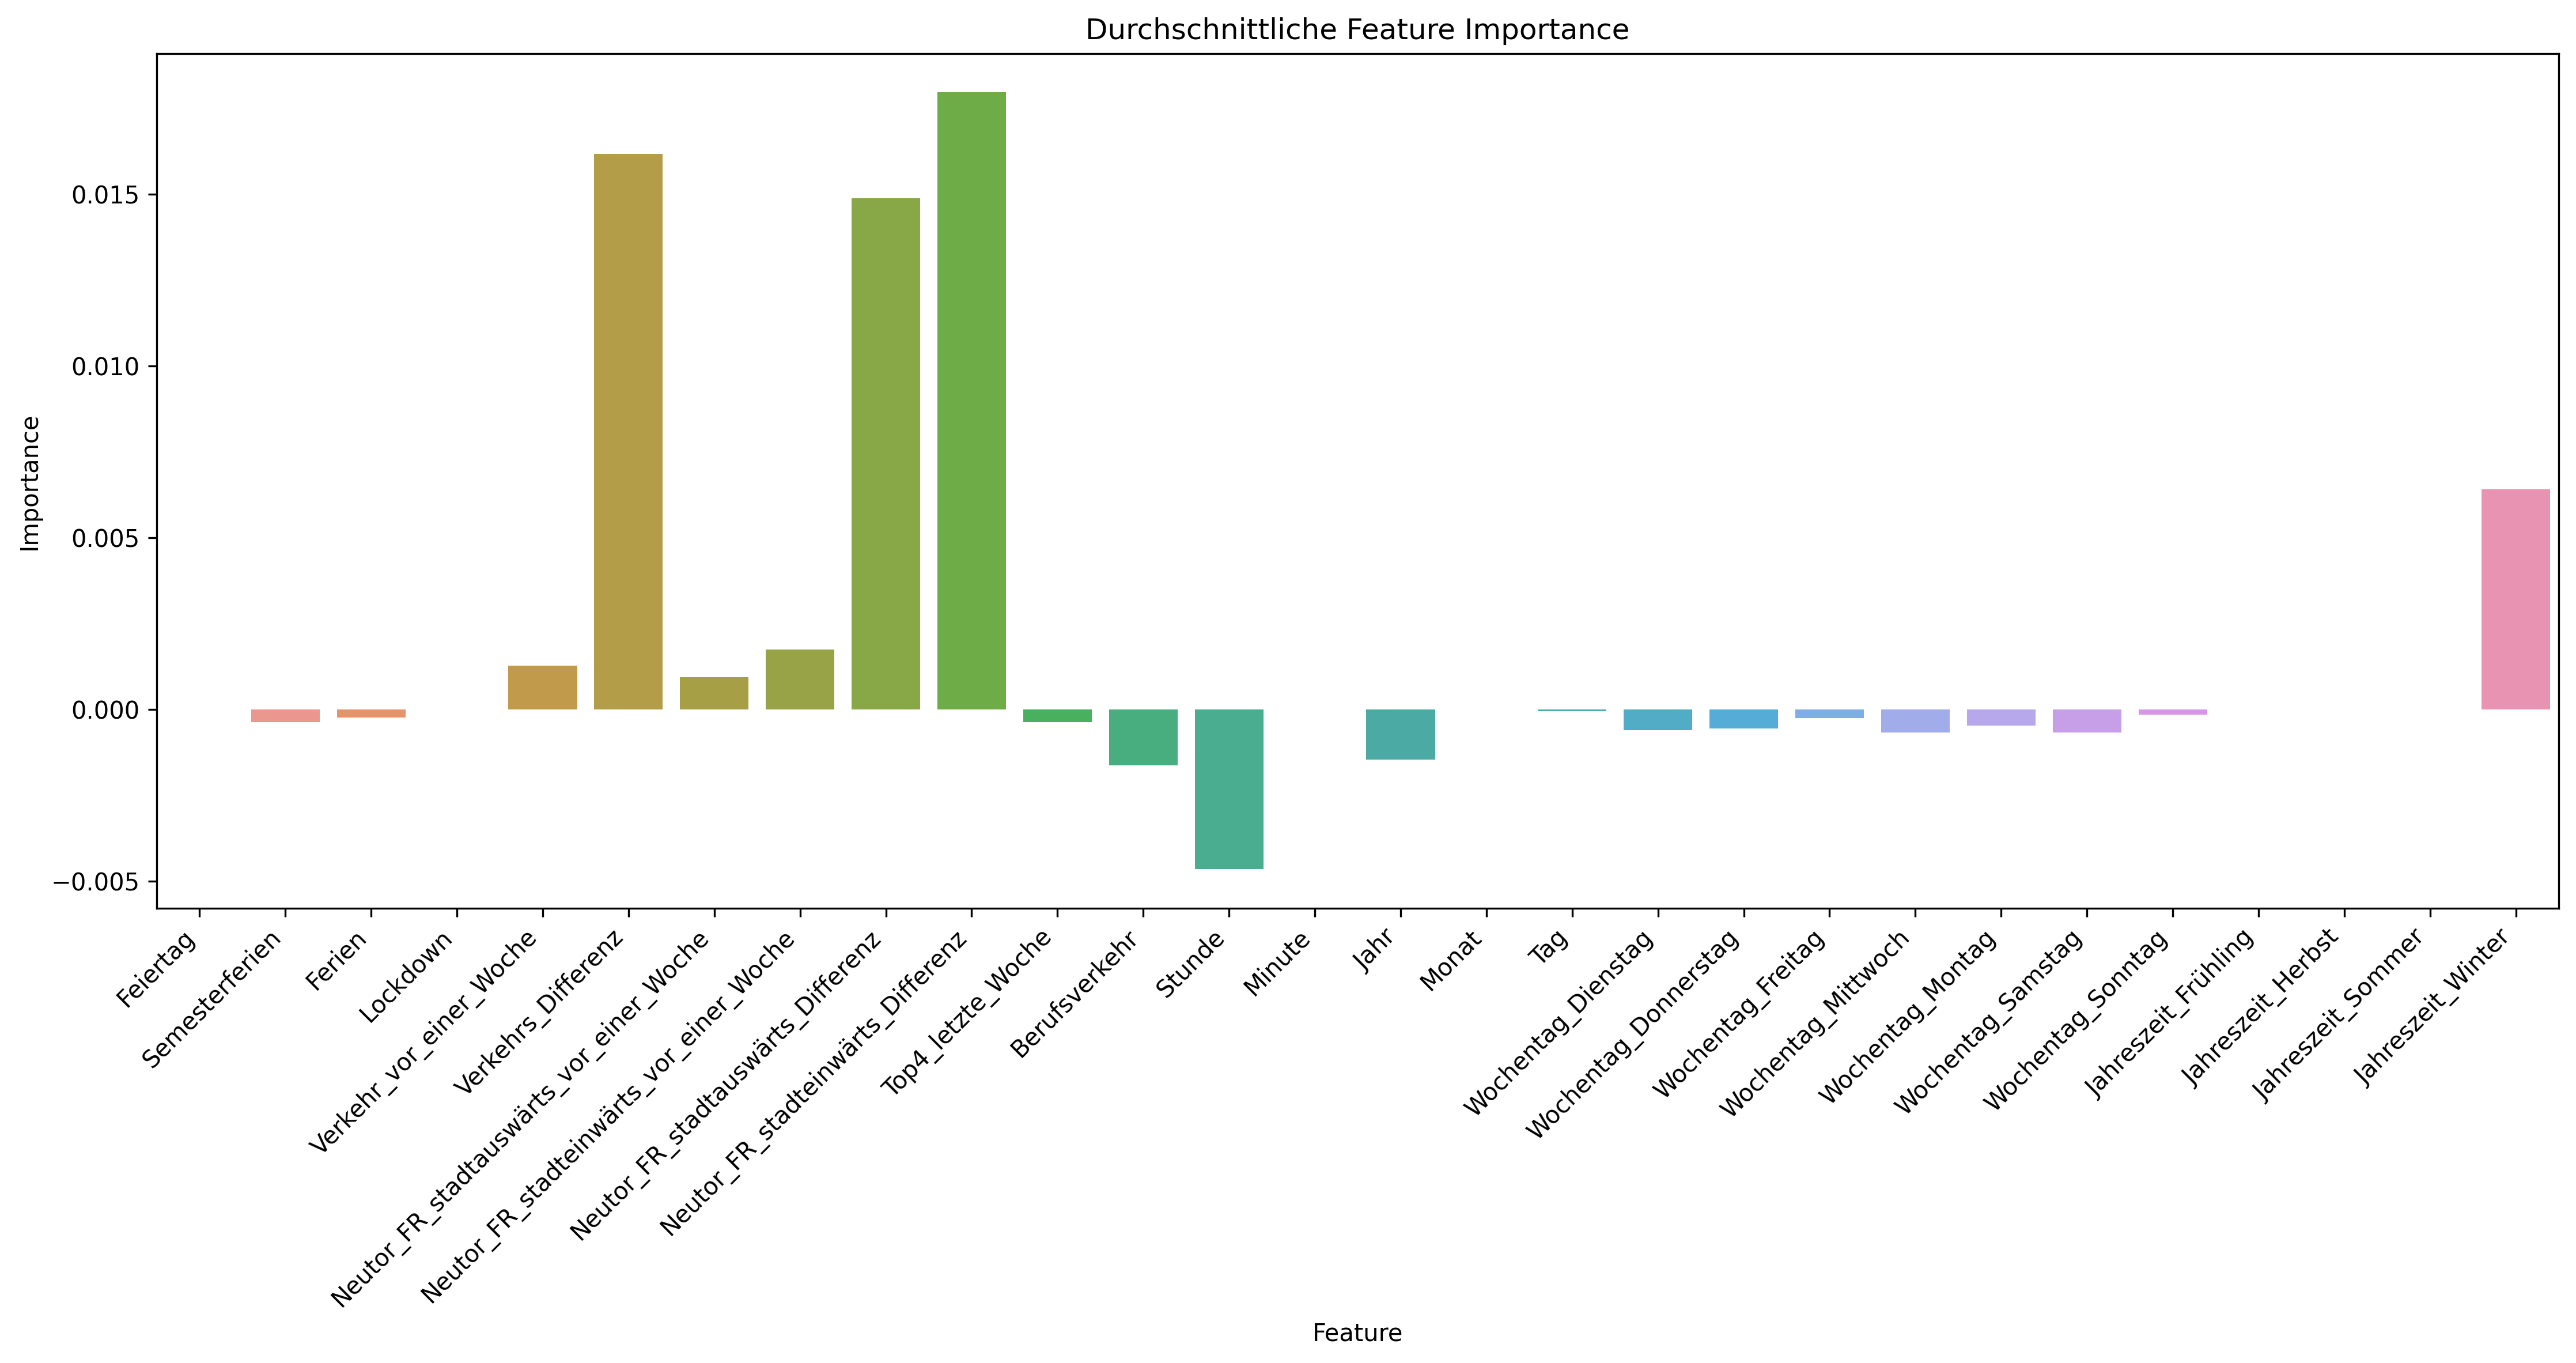 Durchschnittliche Feature Importance
Importance
0.015
0.010
0.005
0.000
−0.005
Feiertag
Semesterferien
Ferien
Lockdown
Verkehr_vor_einer_Woche
Verkehrs_Differenz
Neutor_FR_stadtauswärts_vor_einer_Woche
Neutor_FR_stadteinwärts_vor_einer_Woche
Neutor_FR_stadtauswärts_Differenz
Neutor_FR_stadteinwärts_Differenz
Top4_letzte_Woche
Berufsverkehr
Stunde
Minute
Jahr
Monat
Tag
Wochentag_Dienstag
Wochentag_Donnerstag
Wochentag_Freitag
Wochentag_Mittwoch
Wochentag_Montag
Wochentag_Samstag
Wochentag_Sonntag
Jahreszeit_Frühling
Jahreszeit_Herbst
Jahreszeit_Sommer
Jahreszeit_Winter
Feature